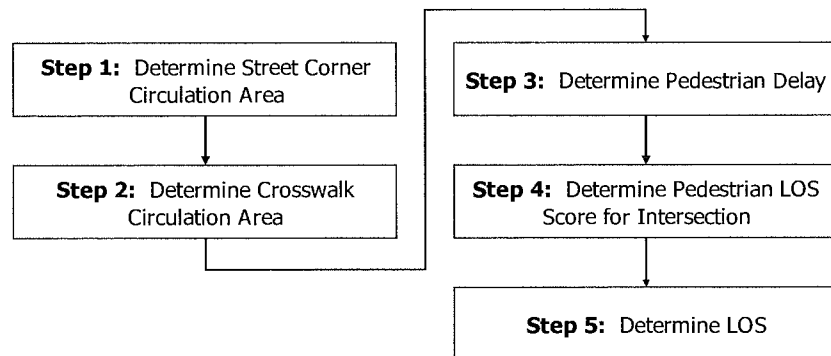 Step 1: Determine Street Corner
Circulation Area
Step 2: Determine Crosswalk
Circulation Area
Step 3: Determine Pedestrian Delay
Step 4: Determine Pedestrian LOS
Score for Intersection
Step 5: Determine LOS